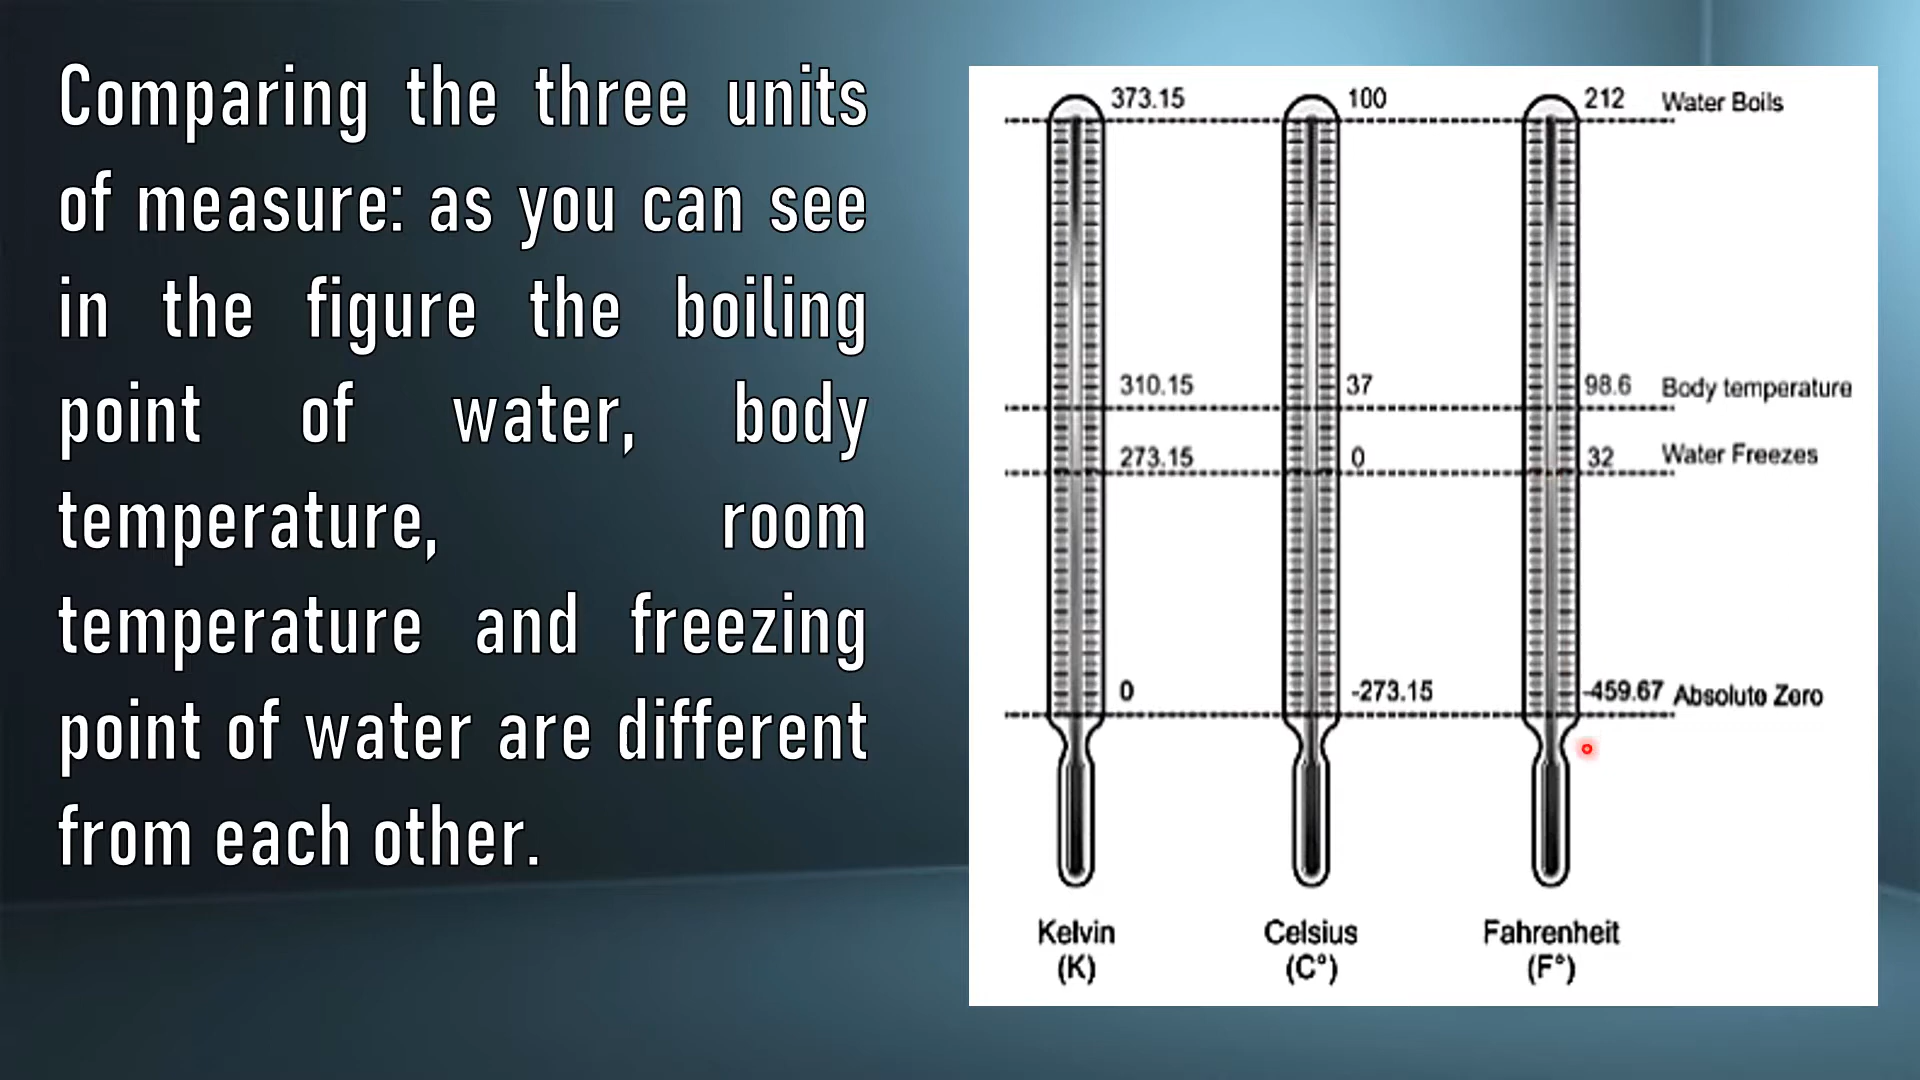 Comparing the three units
of measure: as you can see
in the figure the boiling
point of water, body
temperature, room
temperature and freezing
point of water are different
from each other.
373.15 100 212 Water Boils
310.15 37 98.6 Body temperature
273.15 0 32 Water Freezes
0 -273.15 -459.67 Absolute Zero
Kelvin Celsius Fahrenheit
(K) (C°) (F°)